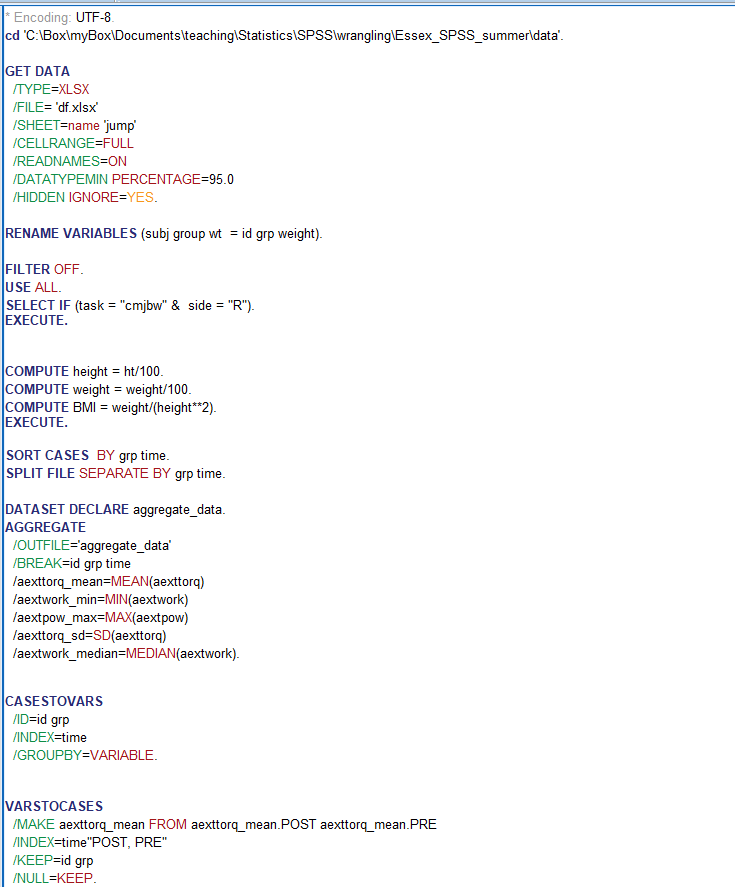 * Encoding: UTF-8.
cd 'C:\Box\myBox\Documents\teaching\Statistics\SPSS\wrangling\Essex_SPSS_summer\data'.
GET DATA
/TYPE=XLSX
/FILE= 'df.xlsx'
/SHEET=name 'jump'
/CELLRANGE=FULL
/READNAMES=ON
/DATATYPEMIN PERCENTAGE=95.0
/HIDDEN IGNORE=YES.
RENAME VARIABLES (subj group wt  = id grp weight).
FILTER OFF.
USE ALL.
SELECT IF (task = "cmjbw" &  side = "R").
EXECUTE.
COMPUTE height = ht/100.
COMPUTE weight = weight/100.
COMPUTE BMI = weight/(height**2).
EXECUTE.
SORT CASES  BY grp time.
SPLIT FILE SEPARATE BY grp time.
DATASET DECLARE aggregate_data.
AGGREGATE
/OUTFILE='aggregate_data'
/BREAK=id grp time
/aexttorq_mean=MEAN(aexttorq)
/aextwork_min=MIN(aextwork)
/aextpow_max=MAX(aextpow)
/aexttorq_sd=SD(aexttorq)
/aextwork_median=MEDIAN(aextwork).
CASESTOVARS
/ID=id grp
/INDEX=time
/GROUPBY=VARIABLE.
VARSTOCASES
/MAKE aexttorq_mean FROM aexttorq_mean.POST aexttorq_mean.PRE
/INDEX=time"POST, PRE"
/KEEP=id grp
/NULL=KEEP.